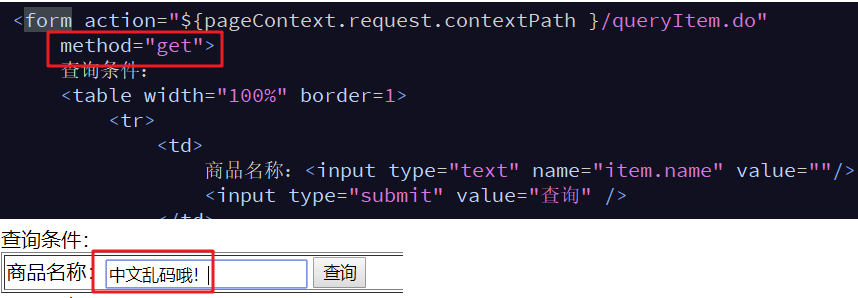 <form action="${pageContext.request.contextPath }/queryItem.do"
method="get">
查询条件:
<table width="100%" border=1>
<tr>
<td>
商品名称: <input type="text" name="item.name" value=""/>
<input type="submit" value="查询" />
</td>
查询条件:
商品名称: 中文乱码哦! 查询